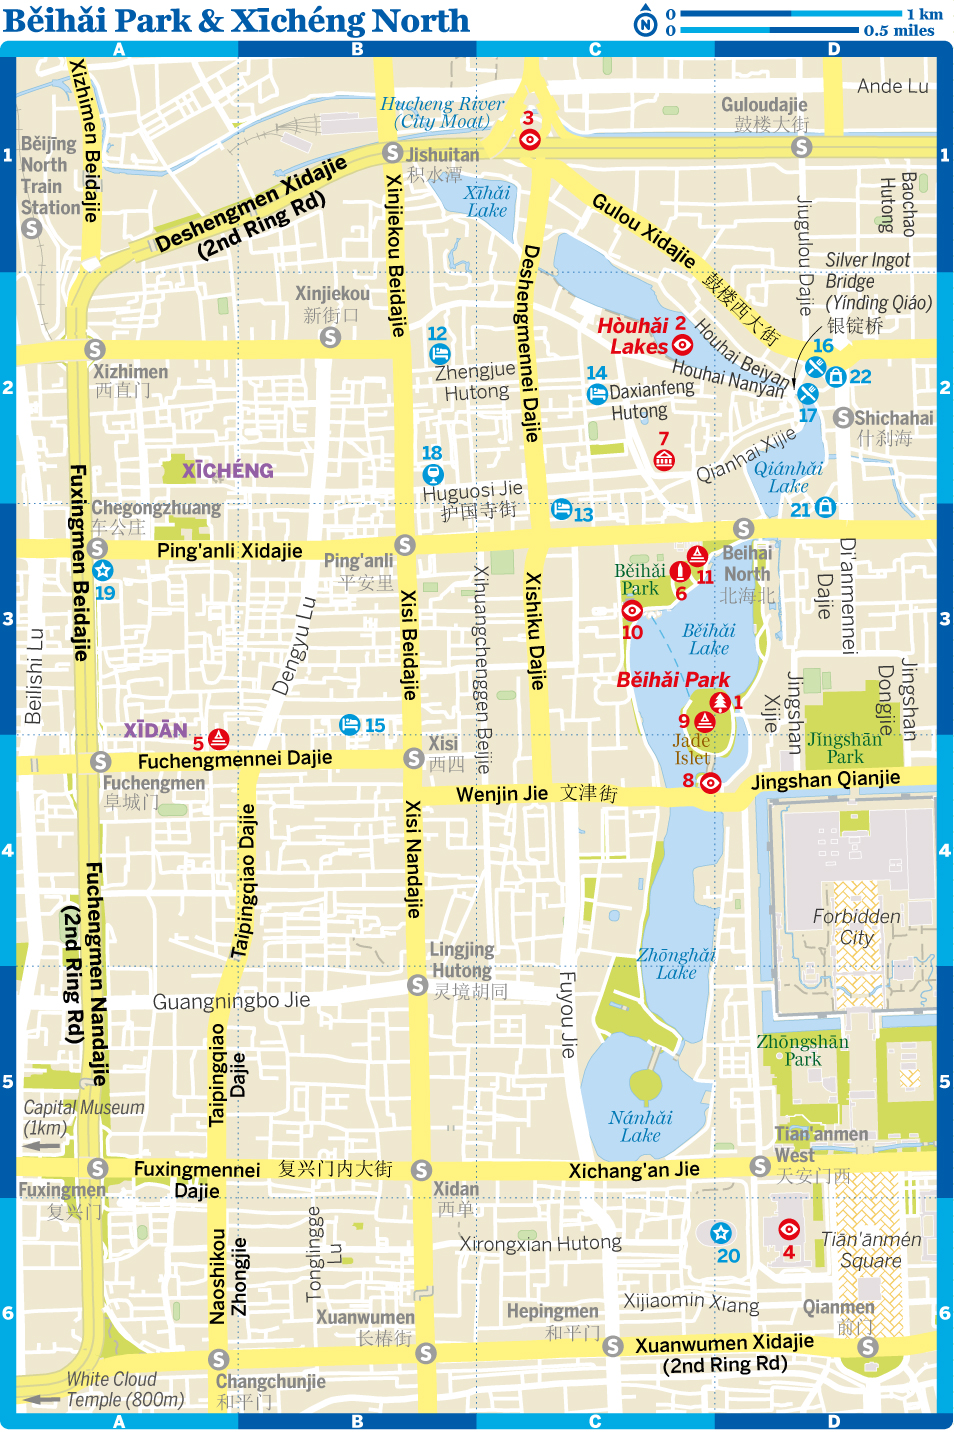 Běihǎi Park & Xīchéng North
N
0 1 km
0 0.5 miles
A B C D
Xizhimen Beidajie
Ande Lu
Hucheng River
(City Moat)
3
Guloudajie
鼓楼大街
Běijīng
North
Train
Station
S
1
Jishuitan
积水潭
S
S
1
Deshengmen Xidajie
(2nd Ring Rd)
Xinjiekou Beidajie
Xīhǎi
Lake
Gulou Xidajie
鼓楼西大街
Jiugulou Dajie
Baochao
Hutong
Deshengmennei Dajie
Silver Ingot
Bridge
(Yíndìng Qiáo)
银锭桥
Xinjiekou
新街口
S
12
Hòuhǎi 2
Lakes
Houhai Beiyan
Houhai Nanyan
16
22
17
S
Xizhimen
西直门
Zhengjue
Hutong
14
Daxianfeng
Hutong
2
2
S
Shichahai
什刹海
7
Qianhai Xijie
Qiánhǎi
Lake
XĪCHÉNG
18
Huguosi Jie
护国寺街
Fuxingmen Beidajie
Chegongzhuang
车公庄
S
13
21
S
Ping'anli Xidajie
S
Ping'anli
平安里
Běihǎi
Park
11
6
Beihai
North
北海北
Di'anmennei
Dajie
19
10
3
3
Beilishi Lu
Dengyu Lu
Xisi Beidajie
Xihuangchenggen Beijie
Xishiku Dajie
Běihǎi
Lake
Běihǎi Park
1
9
Jade
Islet
Jingshan
Xijie
Jingshan
Dongjie
Jǐngshān
Park
XĪDĀN
5
15
Fuchengmennei Dajie
S
Fuchengmen
阜城门
S
Xisi
西四
8
Jingshan Qianjie
Wenjin Jie 文津街
Taipingqiao Dajie
Xisi Nandajie
4
4
Fuchengmen Nandajie
(2nd Ring Rd)
Forbidden
City
Lingjing
Hutong
灵境胡同
S
Zhōnghǎi
Lake
Guangningbo Jie
Fuyou Jie
Taipingqiao
Dajie
Zhōngshān
Park
5
5
Capital Museum
(1km)
Nánhǎi
Lake
Tian'anmen
West
天安门西
S
S
Fuxingmen
复兴门
Fuxingmennei
Dajie
复兴门内大街
S
Xidan
西单
Xichang'an Jie
Naoshikou
Zhongjie
Tonglingge
Lu
Xirongxian Hutong
20
4
Tiān'ānmén
Square
6
6
Xuanwumen
长椿街
S
Hepingmen
和平门
S
Xijiaomin Xiang
Qianmen
前门
S
Xuanwumen Xidajie
(2nd Ring Rd)
S
Changchunjie
和平门
White Cloud
Temple (800m)
A B C D